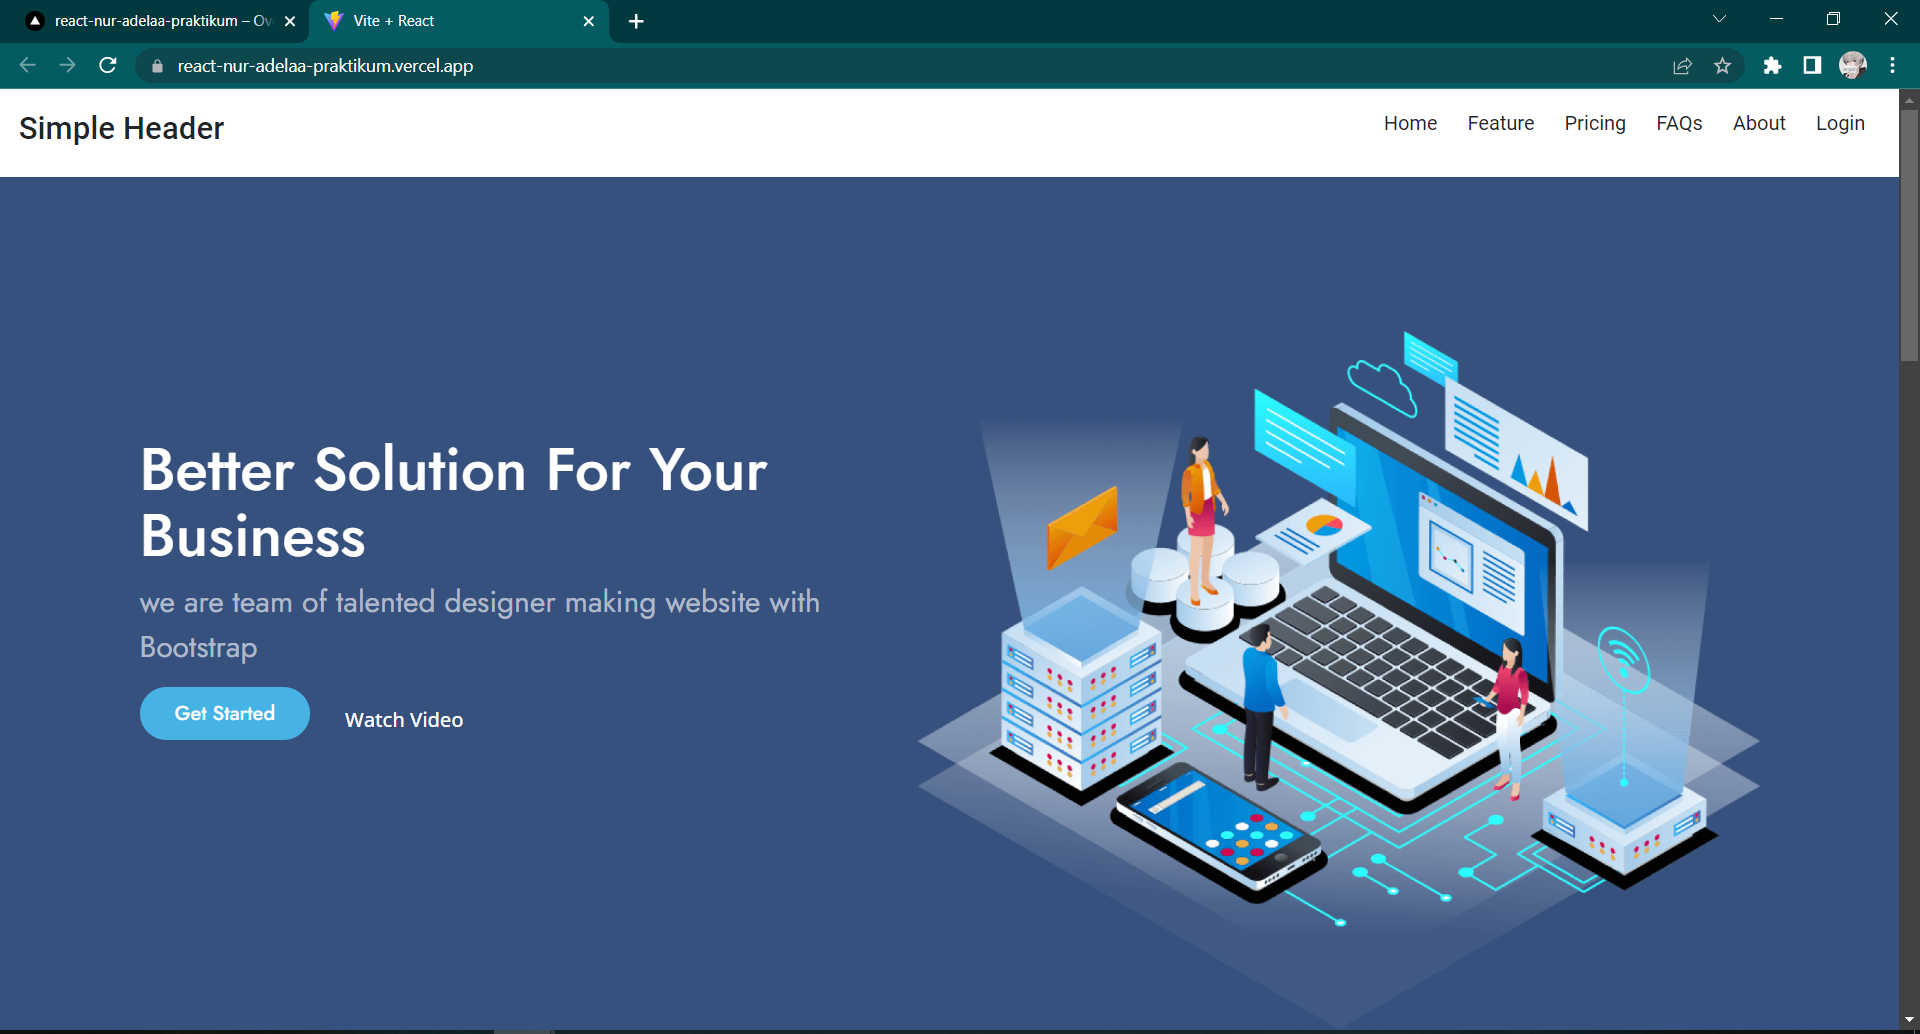 react-nur-adelaa-praktikum – Ov
Vite + React
react-nur-adelaa-praktikum.vercel.app
Simple Header
Home
Feature
Pricing
FAQs
About
Login
Better Solution For Your
Business
we are team of talented designer making website with
Bootstrap
Get Started
Watch Video